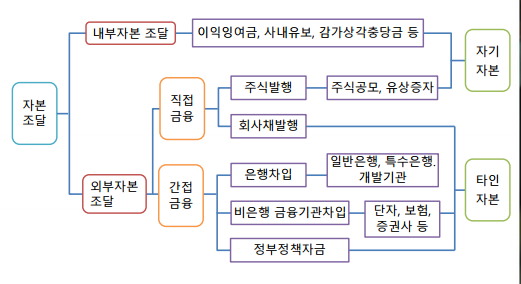 자본
조달
내부자본 조달
이익잉여금, 사내유보, 감가상각충당금 등
자기
자본
직접
금융
주식발행
주식공모, 유상증자
회사채발행
외부자본
조달
간접
금융
은행차입
일반은행, 특수은행.
개발기관
타인
자본
비은행 금융기관차입
단자, 보험,
증권사 등
정부정책자금